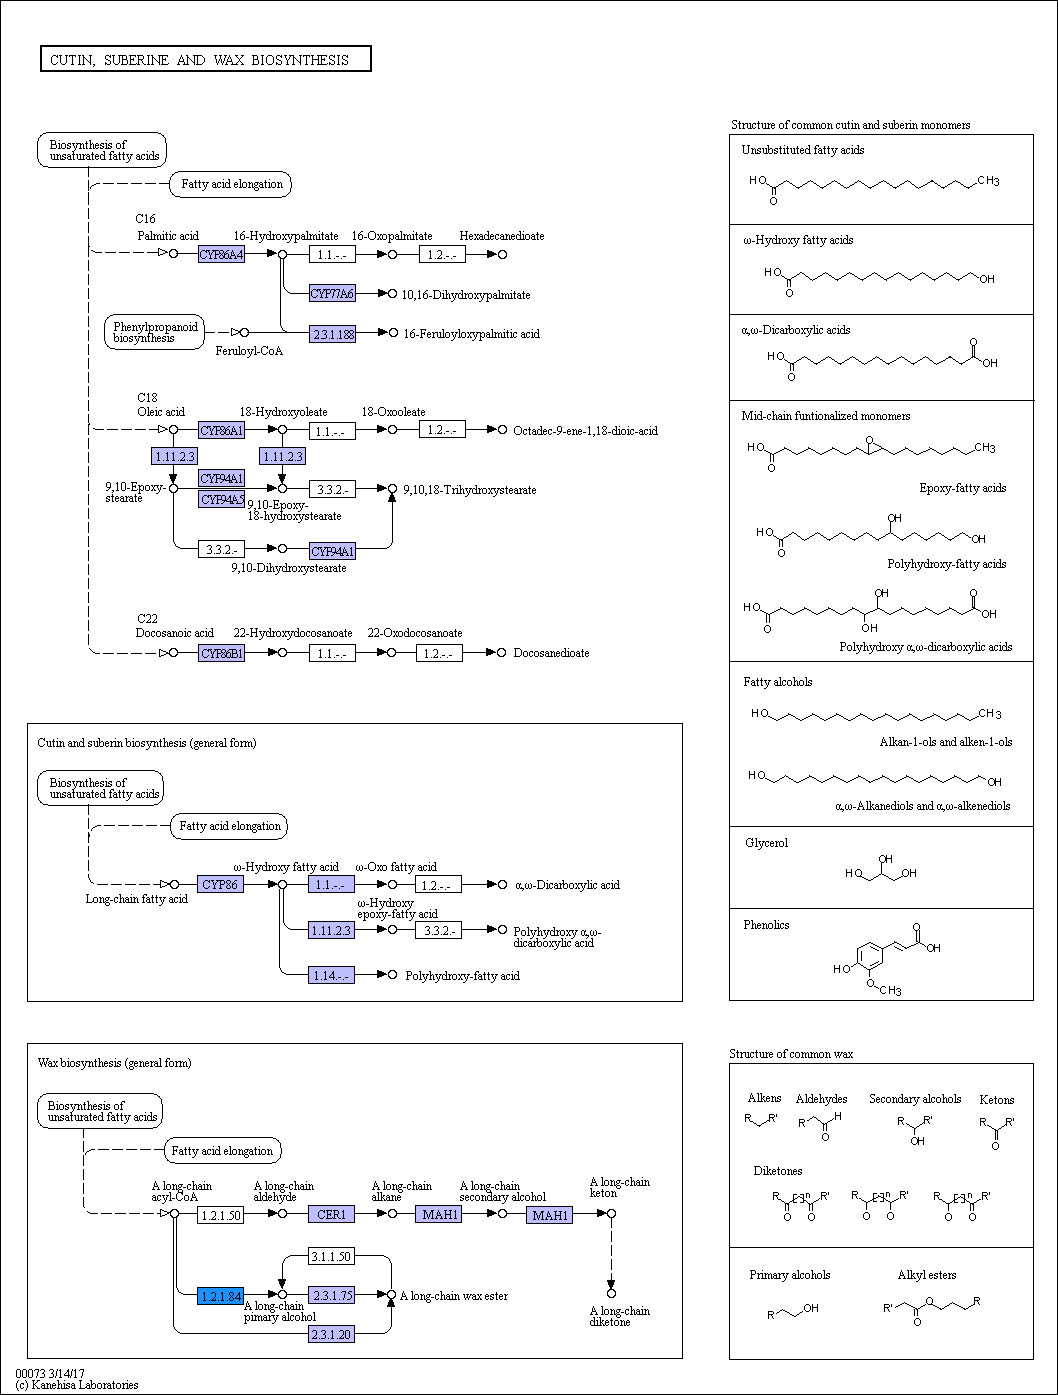 CUTIN, SUBERINE AND WAX BIOSYNTHESIS
Biosynthesis of
unsaturated fatty acids
Fatty acid elongation
C16
Palmitic acid
16-Hydroxypalmitate
16-Oxopalmitate
Hexadecanedioate
CYP86A4
1.1.-.-
1.2.-.-
CYP77A6
10,16-Dihydroxypalmitate
Phenylpropanoid
biosynthesis
Feruloyl-CoA
2.3.1.188
16-Feruloyloxypalmitic acid
C18
Oleic acid
18-Hydroxyoleate
18-Oxooleate
CYP86A1
1.1.-.-
1.2.-.-
Octadec-9-ene-1,18-dioic-acid
1.11.2.3
1.11.2.3
9,10-Epoxy-
stearate
CYP94A1
CYP94A5
9,10-Epoxy-
18-hydroxystearate
3.3.2.-
9,10,18-Trihydroxystearate
3.3.2.-
9,10-Dihydroxystearate
CYP94A1
C22
Docosanoic acid
22-Hydroxydocosanoate
22-Oxodocosanoate
CYP86B1
1.1.-.-
1.2.-.-
Docosanedioate
Cutin and suberin biosynthesis (general form)
Biosynthesis of
unsaturated fatty acids
Fatty acid elongation
Long-chain fatty acid
CYP86
ω-Hydroxy fatty acid
1.1.-.-
ω-Oxo fatty acid
1.2.-.-
α,ω-Dicarboxylic acid
1.11.2.3
ω-Hydroxy
epoxy-fatty acid
3.3.2.-
Polyhydroxy α,ω-
dicarboxylic acid
1.14.-.-
Polyhydroxy-fatty acid
Wax biosynthesis (general form)
Biosynthesis of
unsaturated fatty acids
Fatty acid elongation
A long-chain
acyl-CoA
1.2.1.50
A long-chain
aldehyde
CER1
A long-chain
alkane
MAH1
A long-chain
secondary alcohol
MAH1
A long-chain
keton
3.1.1.50
1.2.1.84
A long-chain
pimary alcohol
2.3.1.75
A long-chain wax ester
2.3.1.20
A long-chain
diketone
00073 3/14/17
(c) Kanehisa Laboratories
Structure of common cutin and suberin monomers
Unsubstituted fatty acids
HO
O
CH3
ω-Hydroxy fatty acids
HO
O
OH
α,ω-Dicarboxylic acids
HO
O
O
OH
Mid-chain funtionalized monomers
HO
O
O
CH3
Epoxy-fatty acids
HO
O
OH
OH
Polyhydroxy-fatty acids
HO
O
OH
OH
O
OH
Polyhydroxy α,ω-dicarboxylic acids
Fatty alcohols
HO
CH3
Alkan-1-ols and alken-1-ols
HO
OH
α,ω-Alkanediols and α,ω-alkenediols
Glycerol
HO
OH
OH
Phenolics
O
OH
HO
O
CH3
Structure of common wax
Alkens
R
R'
Aldehydes
R
H
O
Secondary alcohols
R
R'
OH
Ketons
R
R'
O
Diketones
R
n
R'
O
O
R
n
R'
O
O
R
n
R'
O
O
Primary alcohols
R
OH
Alkyl esters
R'
O
O
R